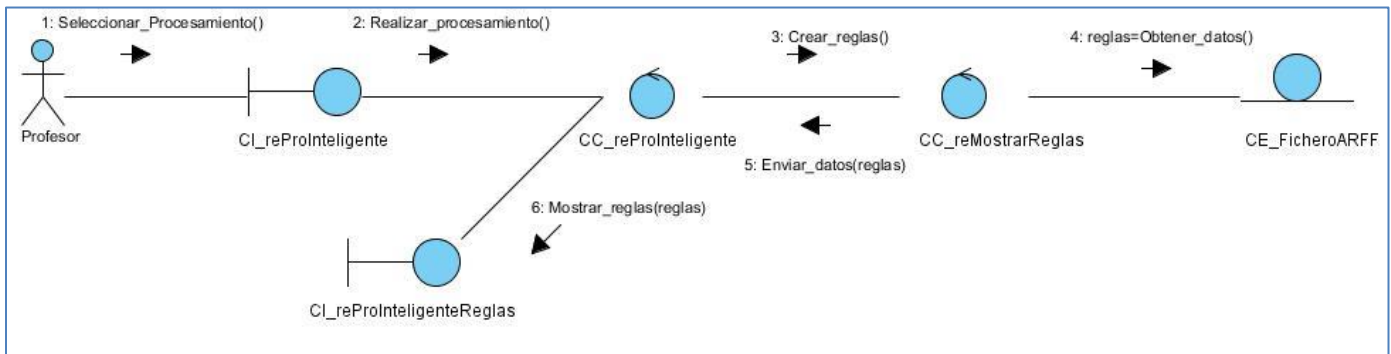 1: Seleccionar_Procesamiento()
2: Realizar_procesamiento()
3: Crear_reglas()
4: reglas=Obtener_datos()
Profesor
CI_reProInteligente
CC_reProInteligente
CC_reMostrarReglas
CE_FicheroARFF
5: Enviar_datos(reglas)
6: Mostrar_reglas(reglas)
CI_reProInteligenteReglas